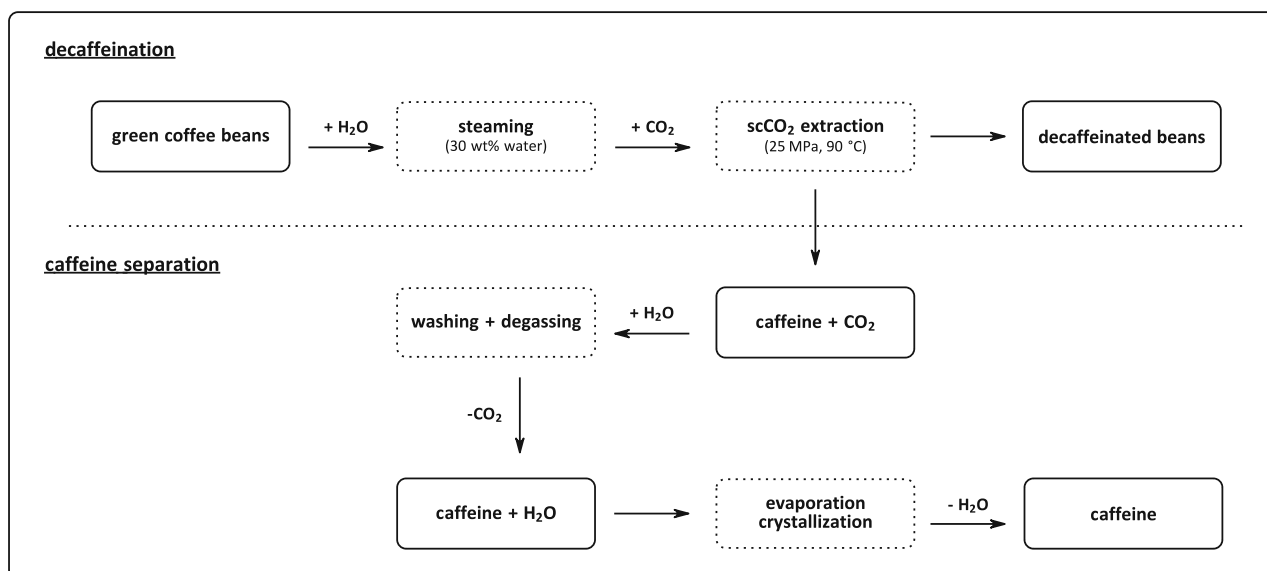 decaffeination
green coffee beans
+ H₂O
steaming
(30 wt% water)
+ CO₂
scCO₂ extraction
(25 MPa, 90 °C)
decaffeinated beans
caffeine separation
washing + degassing
+ H₂O
caffeine + CO₂
-CO₂
caffeine + H₂O
evaporation
crystallization
- H₂O
caffeine